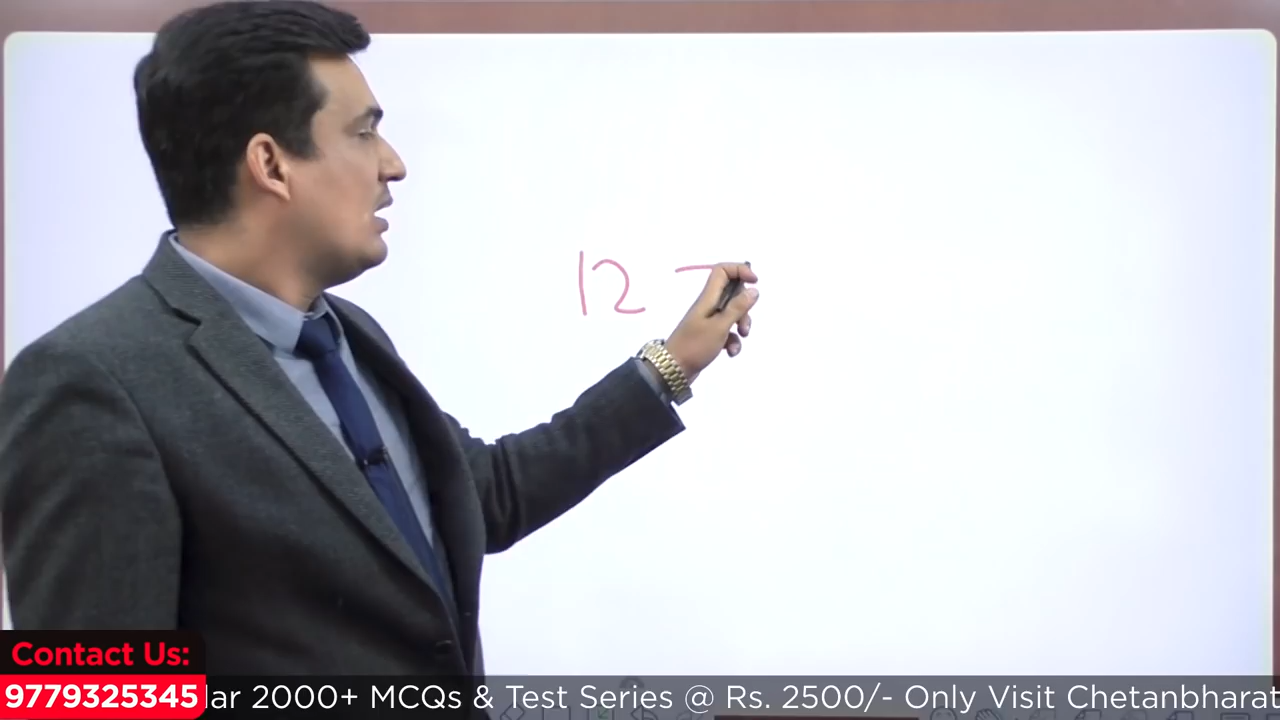 12
Contact Us:
9779325345
lar 2000+ MCQs & Test Series @ Rs. 2500/- Only Visit Chetanbharat